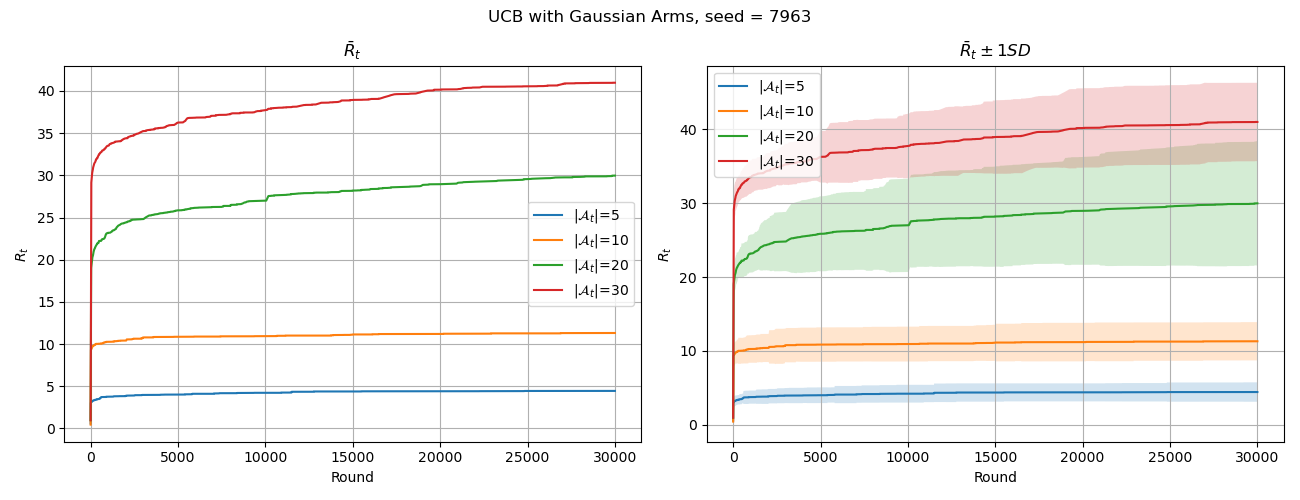 UCB with Gaussian Arms, seed = 7963
R̄ₜ
Rₜ
40
35
30
25
20
15
10
5
0
|𝒜ₜ|=5
|𝒜ₜ|=10
|𝒜ₜ|=20
|𝒜ₜ|=30
0 5000 10000 15000 20000 25000 30000
Round
R̄ₜ ± 1SD
Rₜ
40
30
20
10
0
|𝒜ₜ|=5
|𝒜ₜ|=10
|𝒜ₜ|=20
|𝒜ₜ|=30
0 5000 10000 15000 20000 25000 30000
Round